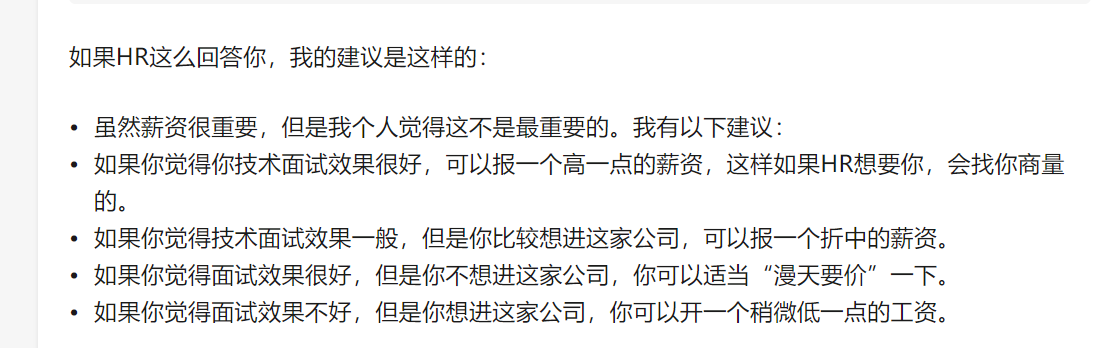 如果HR这么回答你，我的建议是这样的：
• 虽然薪资很重要，但是我个人觉得这不是最重要的。我有以下建议：
• 如果你觉得你技术面试效果很好，可以报一个高一点的薪资，这样如果HR想要你，会找你商量
的。
• 如果你觉得技术面试效果一般，但是你比较想进这家公司，可以报一个折中的薪资。
• 如果你觉得面试效果很好，但是你不想进这家公司，你可以适当“漫天要价”一下。
• 如果你觉得面试效果不好，但是你想进这家公司，你可以开一个稍微低一点的工资。